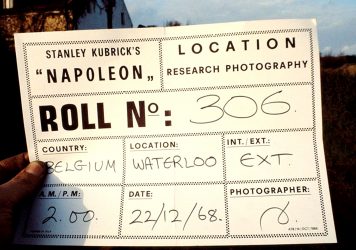 STANLEY KUBRICK'S
"NAPOLEON„
LOCATION
RESEARCH PHOTOGRAPHY
ROLL No: 306.
COUNTRY:
BELGIUM
LOCATION:
WATERLOO
INT./EXT.:
EXT.
A.M./P.M.:
2.00.
DATE:
22/12/68.
PHOTOGRAPHER: